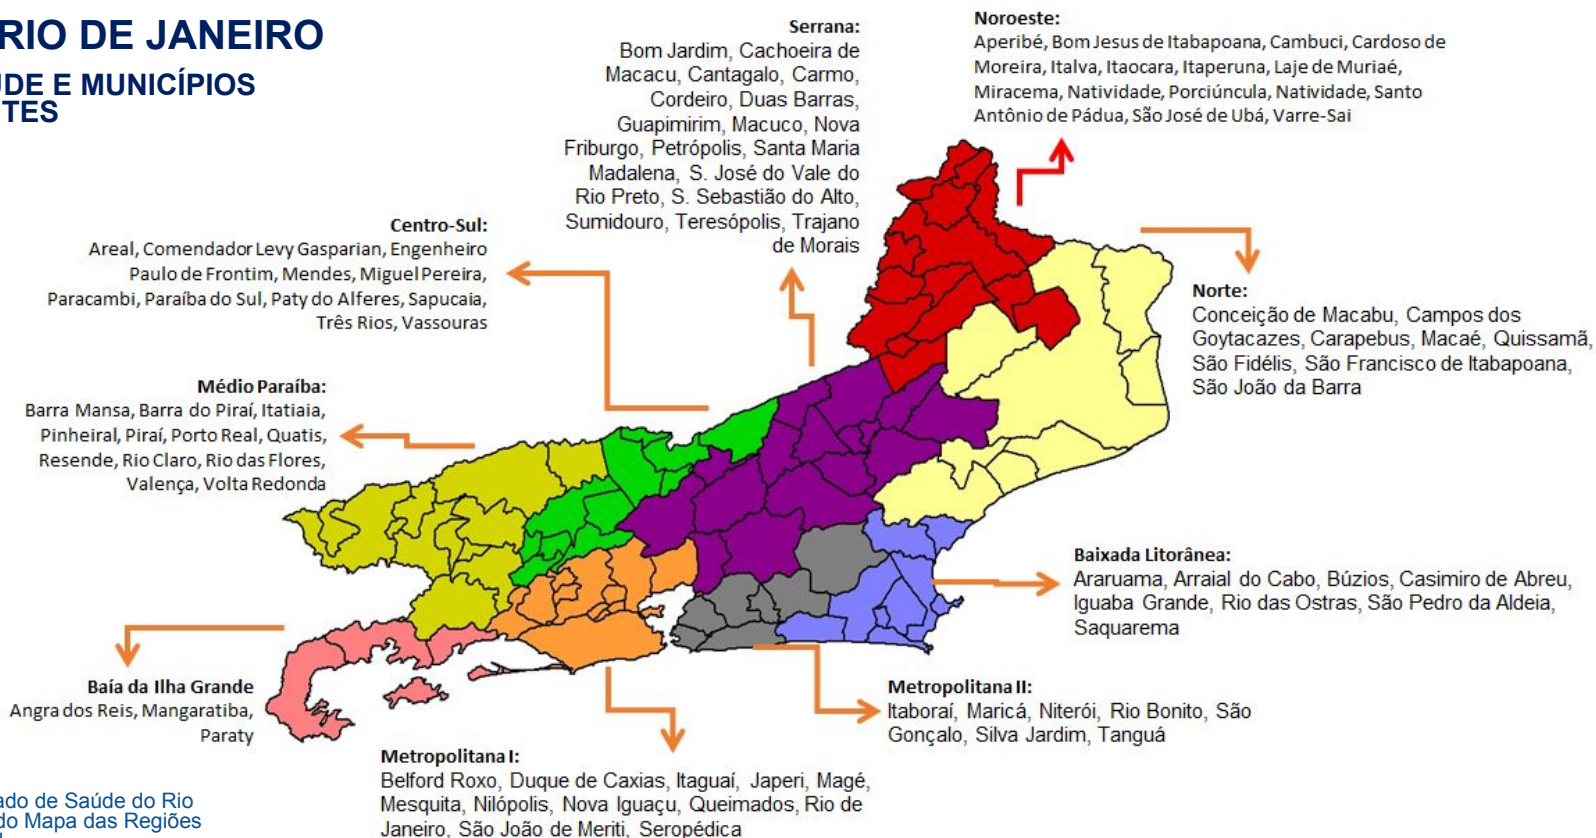 RIO DE JANEIRO
ÚDE E MUNICÍPIOS
TES
Serrana:
Bom Jardim, Cachoeira de
Macacu, Cantagalo, Carmo,
Cordeiro, Duas Barras,
Guapimirim, Macuco, Nova
Friburgo, Petrópolis, Santa Maria
Madalena, S. José do Vale do
Rio Preto, S. Sebastião do Alto,
Sumidouro, Teresópolis, Trajano
de Morais
Noroeste:
Aperibé, Bom Jesus de Itabapoana, Cambuci, Cardoso de
Moreira, Italva, Itaocara, Itaperuna, Laje de Muriaé,
Miracema, Natividade, Porciúncula, Natividade, Santo
Antônio de Pádua, São José de Ubá, Varre-Sai
Centro-Sul:
Areal, Comendador Levy Gasparian, Engenheiro
Paulo de Frontim, Mendes, Miguel Pereira,
Paracambi, Paraíba do Sul, Paty do Alferes, Sapucaia,
Três Rios, Vassouras
Norte:
Conceição de Macabu, Campos dos
Goytacazes, Carapebus, Macaé, Quissamã,
São Fidélis, São Francisco de Itabapoana,
São João da Barra
Médio Paraíba:
Barra Mansa, Barra do Piraí, Itatiaia,
Pinheiral, Piraí, Porto Real, Quatis,
Resende, Rio Claro, Rio das Flores,
Valença, Volta Redonda
Baixada Litorânea:
Araruama, Arraial do Cabo, Búzios, Casimiro de Abreu,
Iguaba Grande, Rio das Ostras, São Pedro da Aldeia,
Saquarema
Baía da Ilha Grande
Angra dos Reis, Mangaratiba,
Paraty
Metropolitana II:
Itaboraí, Maricá, Niterói, Rio Bonito, São
Gonçalo, Silva Jardim, Tanguá
Metropolitana I:
Belford Roxo, Duque de Caxias, Itaguaí, Japeri, Magé,
Mesquita, Nilópolis, Nova Iguaçu, Queimados, Rio de
Janeiro, São João de Meriti, Seropédica
ado de Saúde do Rio
do Mapa das Regiões